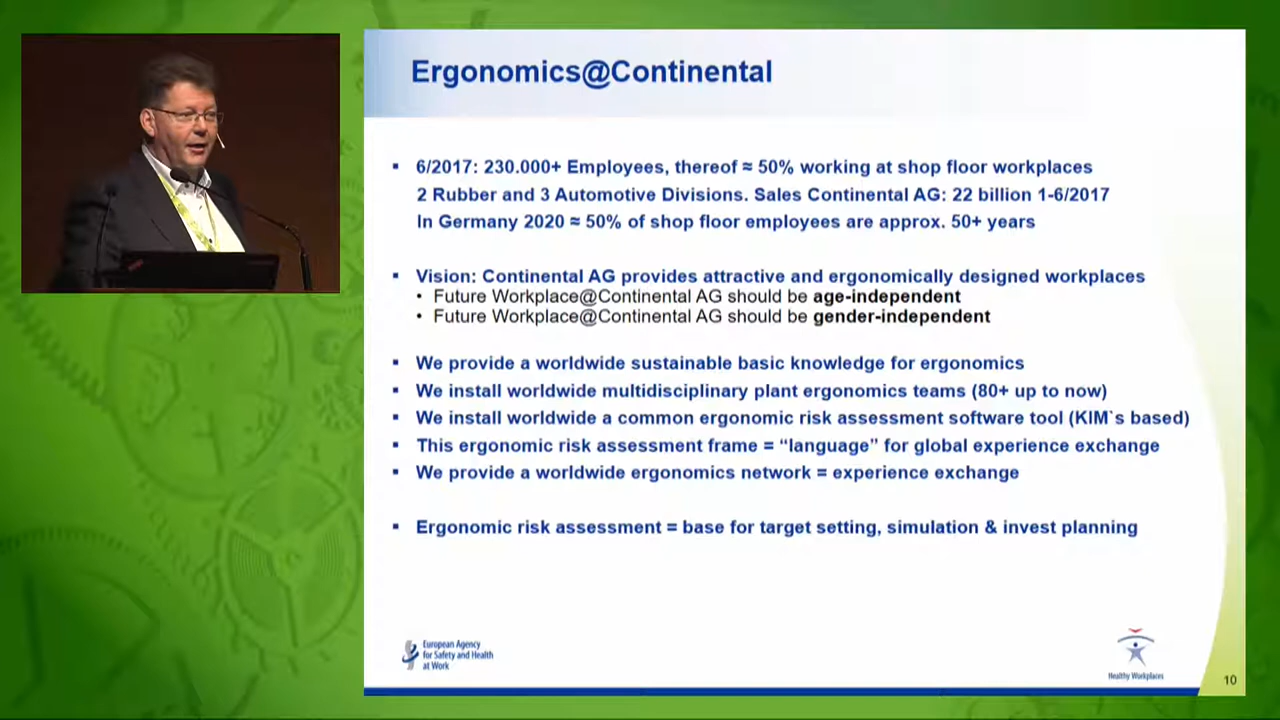 Ergonomics@Continental
▪ 6/2017: 230.000+ Employees, thereof ≈ 50% working at shop floor workplaces
2 Rubber and 3 Automotive Divisions. Sales Continental AG: 22 billion 1-6/2017
In Germany 2020 ≈ 50% of shop floor employees are approx. 50+ years
▪ Vision: Continental AG provides attractive and ergonomically designed workplaces
• Future Workplace@Continental AG should be age-independent
• Future Workplace@Continental AG should be gender-independent
▪ We provide a worldwide sustainable basic knowledge for ergonomics
▪ We install worldwide multidisciplinary plant ergonomics teams (80+ up to now)
▪ We install worldwide a common ergonomic risk assessment software tool (KIM`s based)
▪ This ergonomic risk assessment frame = “language” for global experience exchange
▪ We provide a worldwide ergonomics network = experience exchange
▪ Ergonomic risk assessment = base for target setting, simulation & invest planning
European Agency
for Safety and Health
at Work
Healthy Workplaces
10